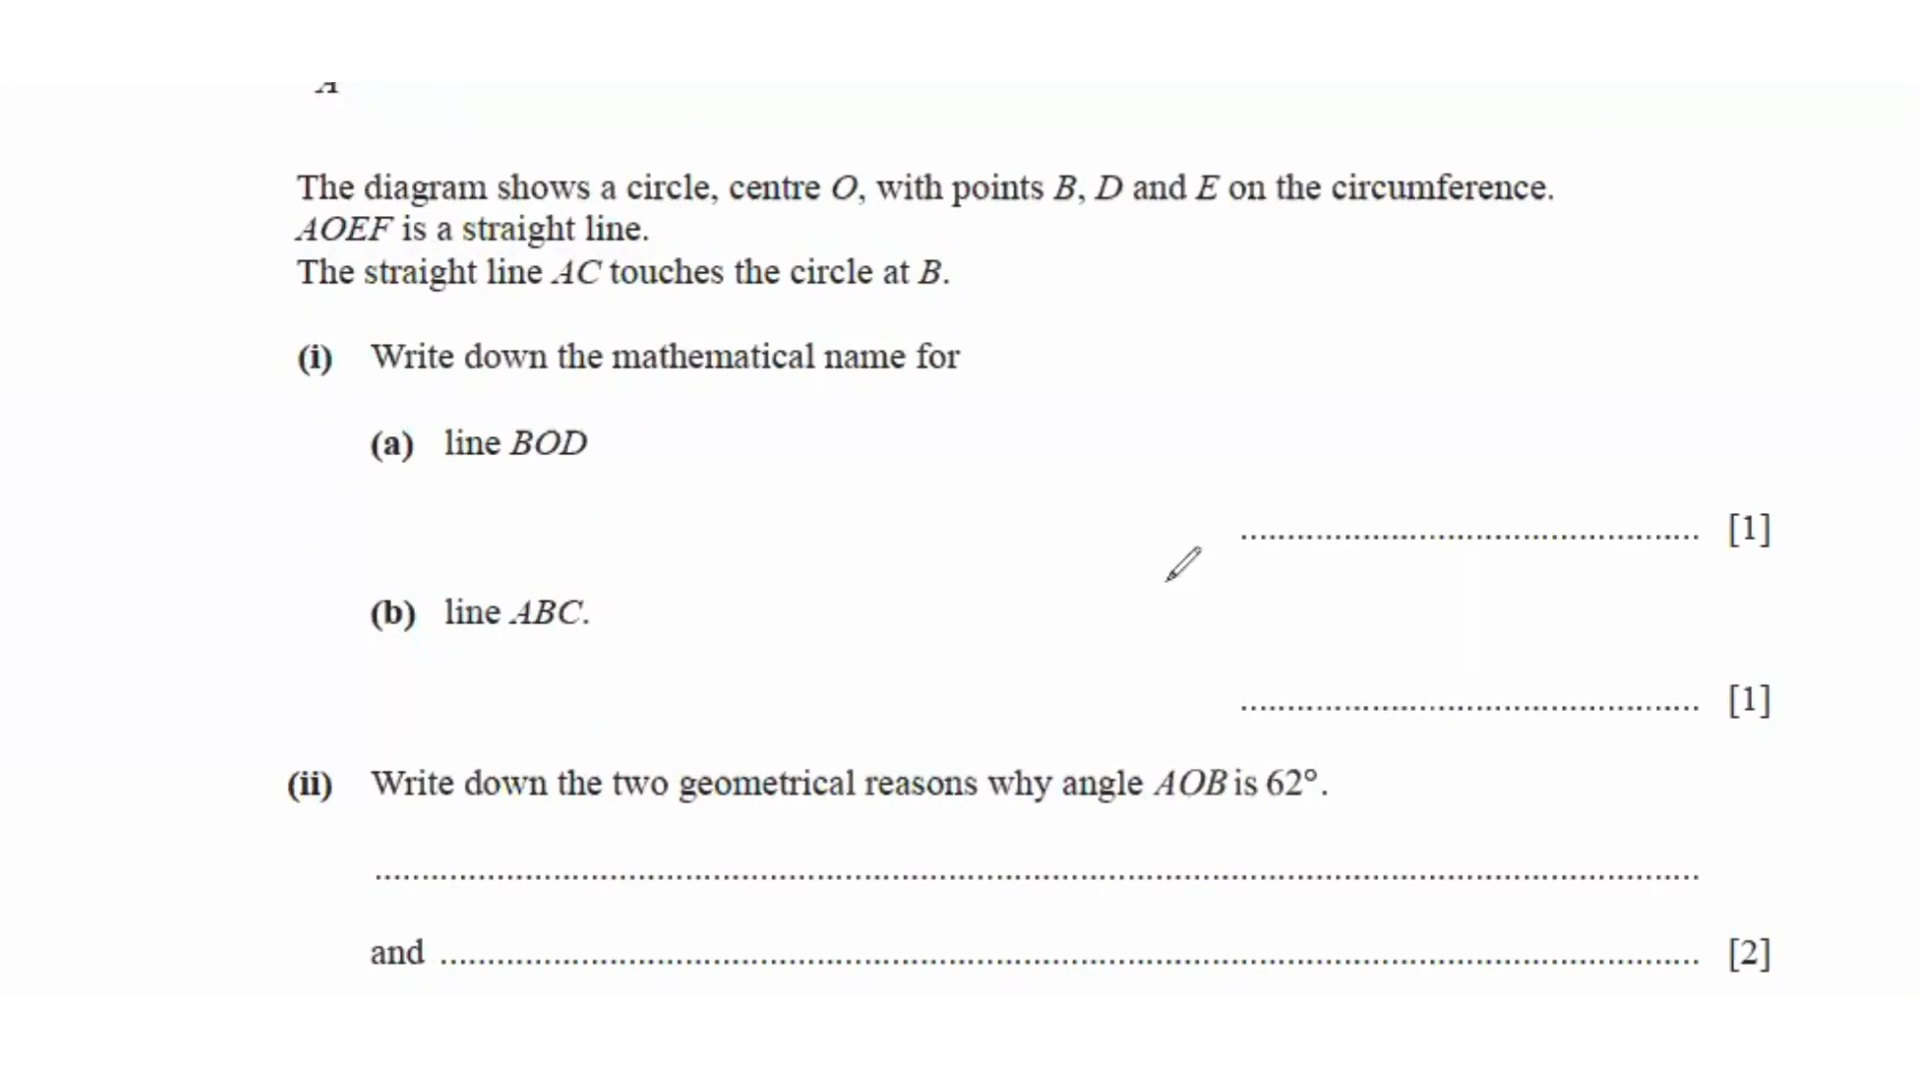 A
The diagram shows a circle, centre O, with points B, D and E on the circumference.
AOEF is a straight line.
The straight line AC touches the circle at B.
(i) Write down the mathematical name for
(a) line BOD
........................................ [1]
(b) line ABC.
........................................ [1]
(ii) Write down the two geometrical reasons why angle AOB is 62°.
........................................
and ........................................ [2]